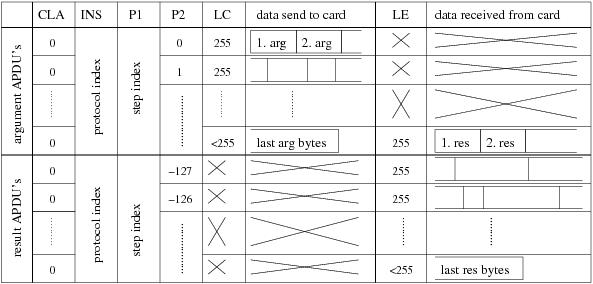 CLA INS P1 P2 LC data send to card LE data received from card
argument APDU's
protocol index
step index
0 0 255 1. arg 2. arg
0 1 255
0 <255 last arg bytes 255 1. res 2. res
result APDU's
protocol index
step index
0 −127 255
0 −126 255
0 <255 last res bytes